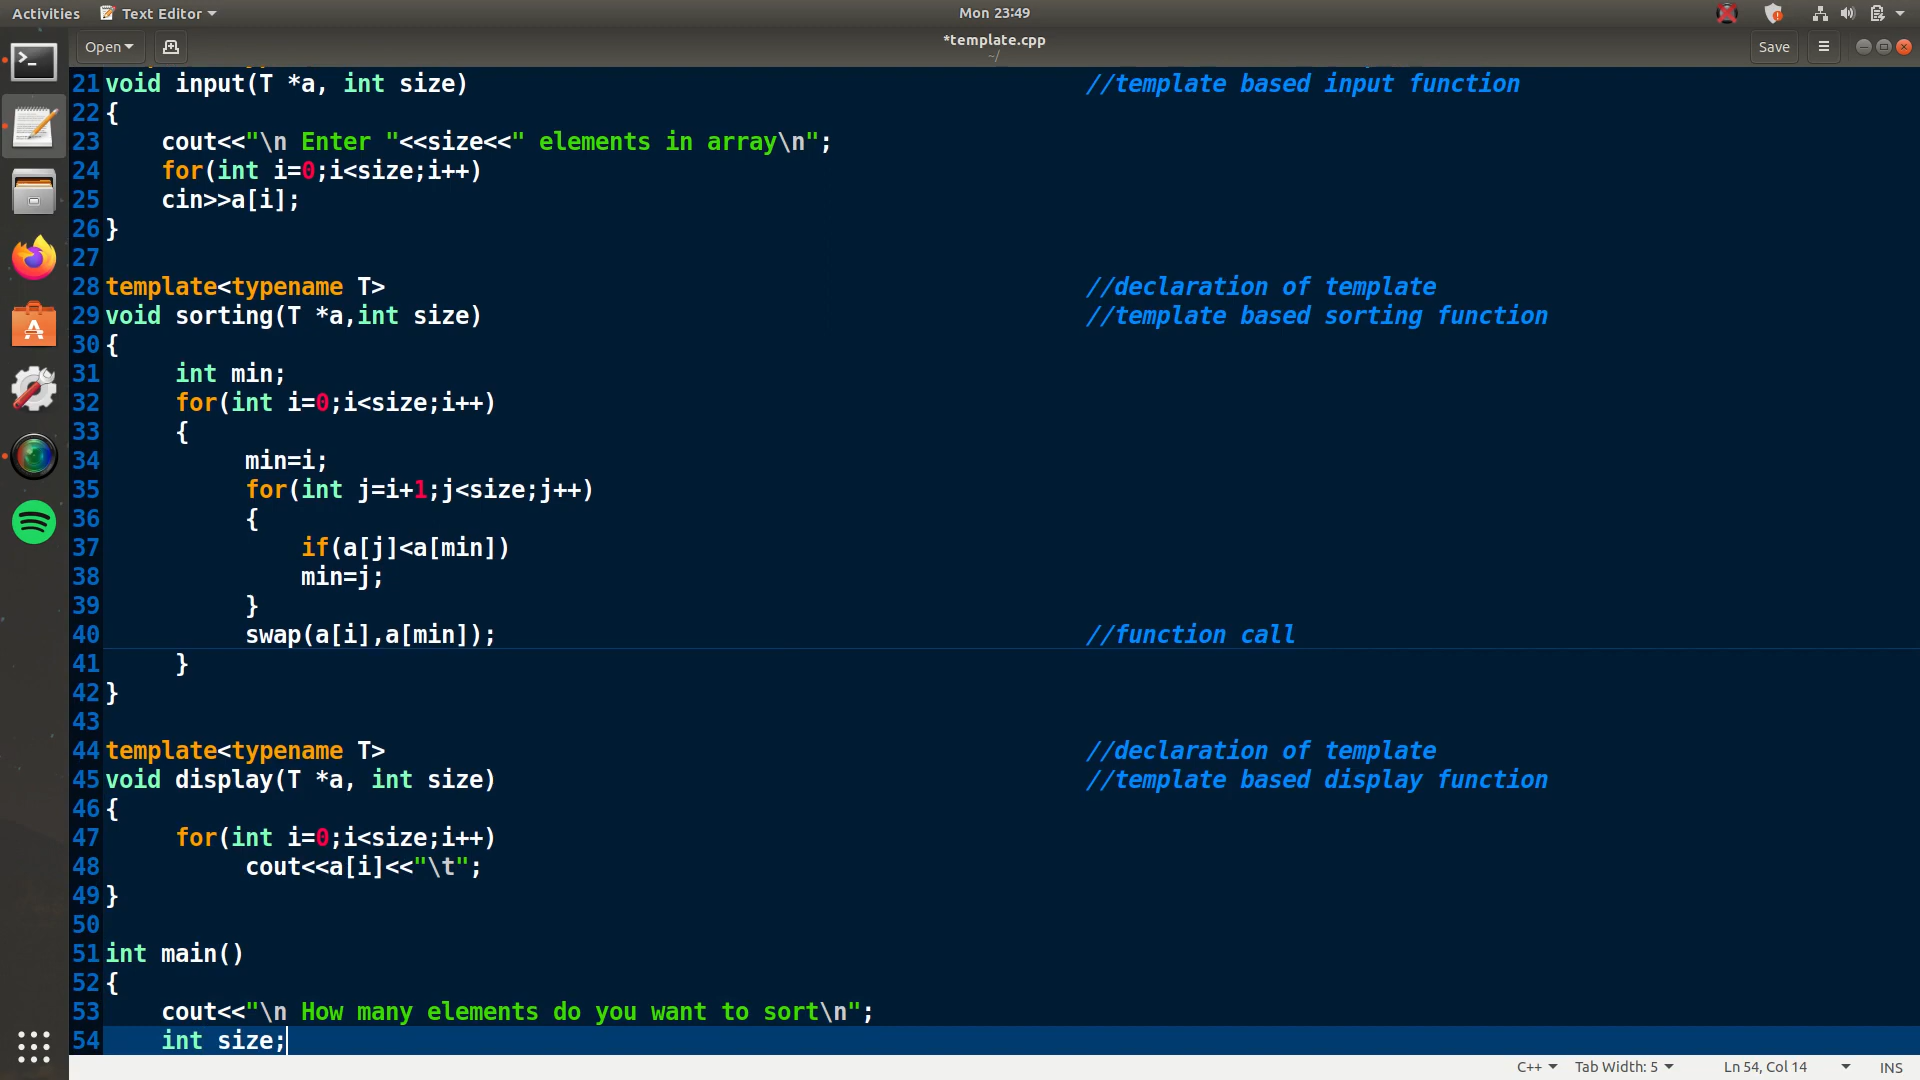 Activities Text Editor Mon 23:49
Open *template.cpp Save
~/
21 void input(T *a, int size) //template based input function
22 {
23 cout<<"\n Enter "<<size<<" elements in array\n";
24 for(int i=0;i<size;i++)
25 cin>>a[i];
26 }
27
28 template<typename T> //declaration of template
29 void sorting(T *a,int size) //template based sorting function
30 {
31 int min;
32 for(int i=0;i<size;i++)
33 {
34 min=i;
35 for(int j=i+1;j<size;j++)
36 {
37 if(a[j]<a[min])
38 min=j;
39 }
40 swap(a[i],a[min]); //function call
41 }
42 }
43
44 template<typename T> //declaration of template
45 void display(T *a, int size) //template based display function
46 {
47 for(int i=0;i<size;i++)
48 cout<<a[i]<<"\t";
49 }
50
51 int main()
52 {
53 cout<<"\n How many elements do you want to sort\n";
54 int size;
C++ Tab Width: 5 Ln 54, Col 14 INS